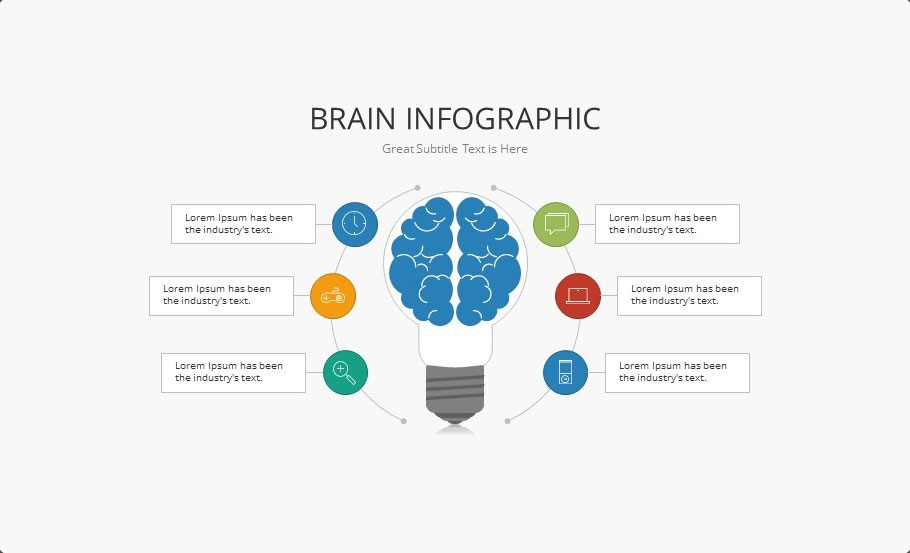 BRAIN INFOGRAPHIC
Great Subtitle Text is Here
Lorem Ipsum has been
the industry's text.
Lorem Ipsum has been
the industry's text.
Lorem Ipsum has been
the industry's text.
Lorem Ipsum has been
the industry's text.
Lorem Ipsum has been
the industry's text.
Lorem Ipsum has been
the industry's text.